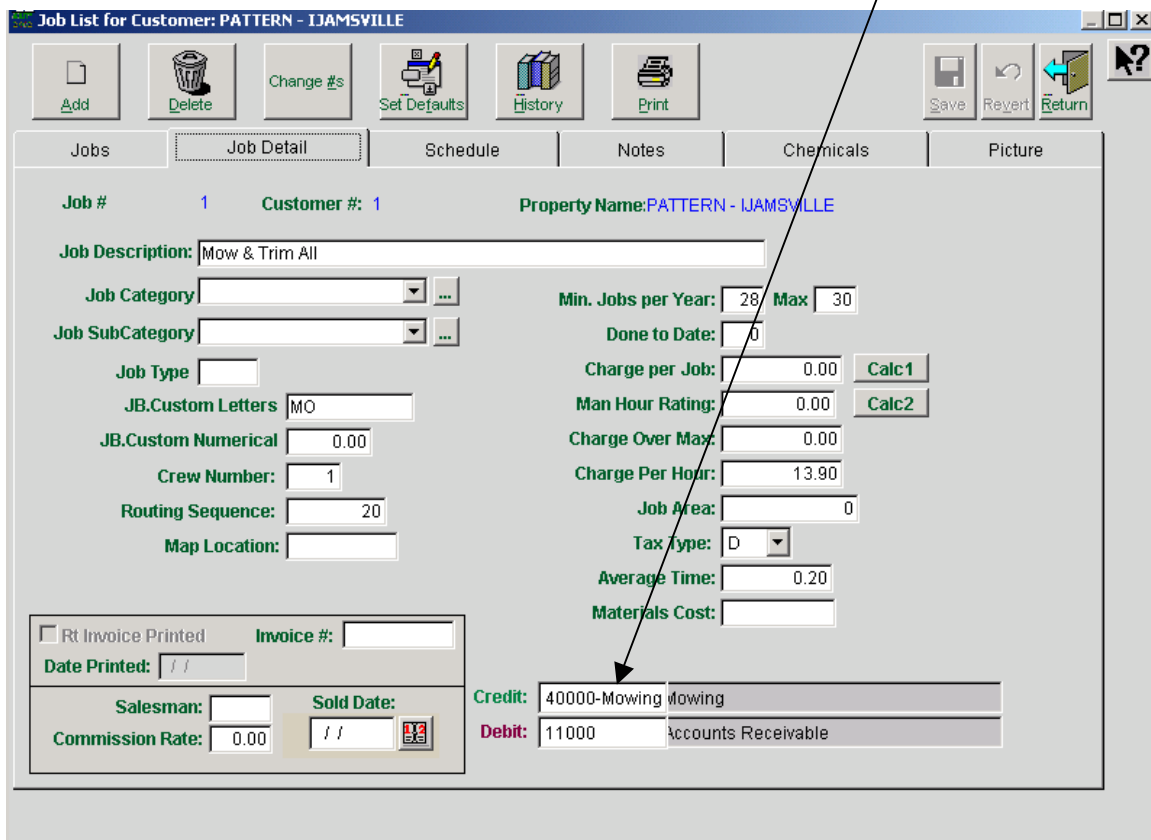 Job List for Customer: PATTERN - IJAMSVILLE
Add Delete Change #s Set Defaults History Print Save Revert Return
Jobs Job Detail Schedule Notes Chemicals Picture
Job # 1 Customer #: 1 Property Name:PATTERN - IJAMSVILLE
Job Description: Mow & Trim All
Job Category ...
Min. Jobs per Year: 28 Max 30
Job SubCategory ...
Done to Date: 0
Job Type
Charge per Job: 0.00 Calc1
JB.Custom Letters MO
Man Hour Rating: 0.00 Calc2
JB.Custom Numerical 0.00
Charge Over Max: 0.00
Crew Number: 1
Charge Per Hour: 13.90
Routing Sequence: 20
Job Area: 0
Map Location:
Tax Type: D
Average Time: 0.20
Materials Cost:
Rt Invoice Printed Invoice #:
Date Printed: / /
Salesman: Sold Date:
Commission Rate: 0.00 / /
Credit: 40000-Mowing Mowing
Debit: 11000 Accounts Receivable